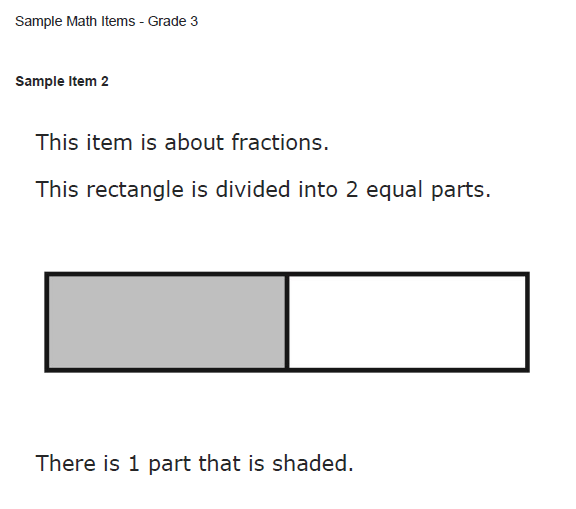 Sample Math Items - Grade 3
Sample Item 2
This item is about fractions.
This rectangle is divided into 2 equal parts.
There is 1 part that is shaded.